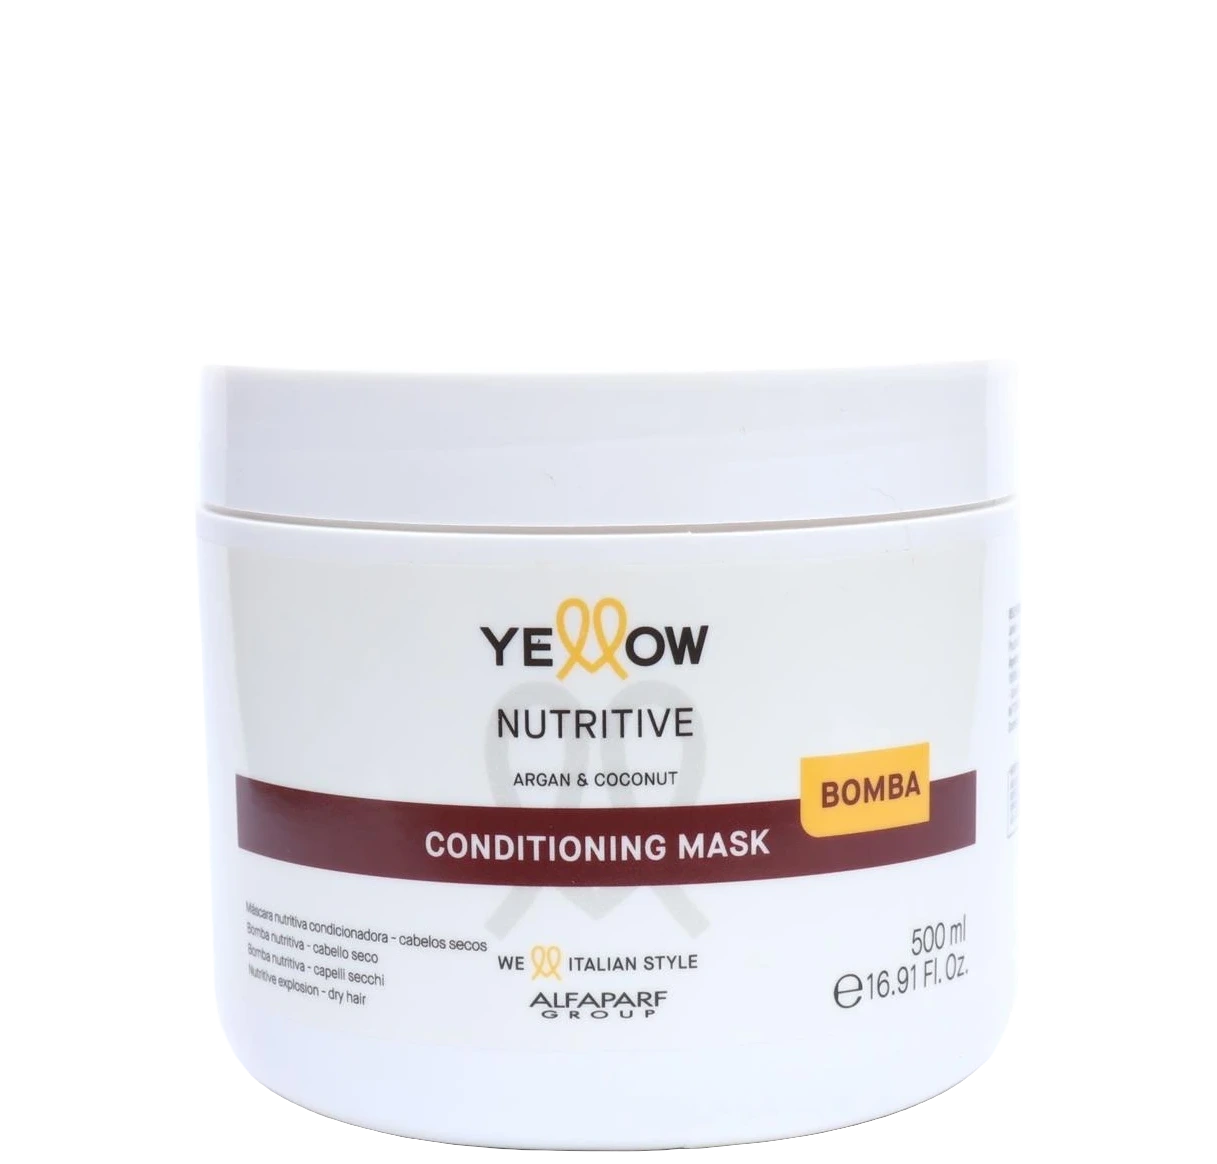 YELLOW
NUTRITIVE
ARGAN & COCONUT
BOMBA
CONDITIONING MASK
Máscara nutritiva condicionadora - cabelos secos
Bomba nutritiva - cabello seco
Bomba nutritiva - capelli secchi
Nutritive explosion - dry hair
WE ITALIAN STYLE
ALFAPARF
GROUP
500 ml
℮16.91 Fl. Oz.